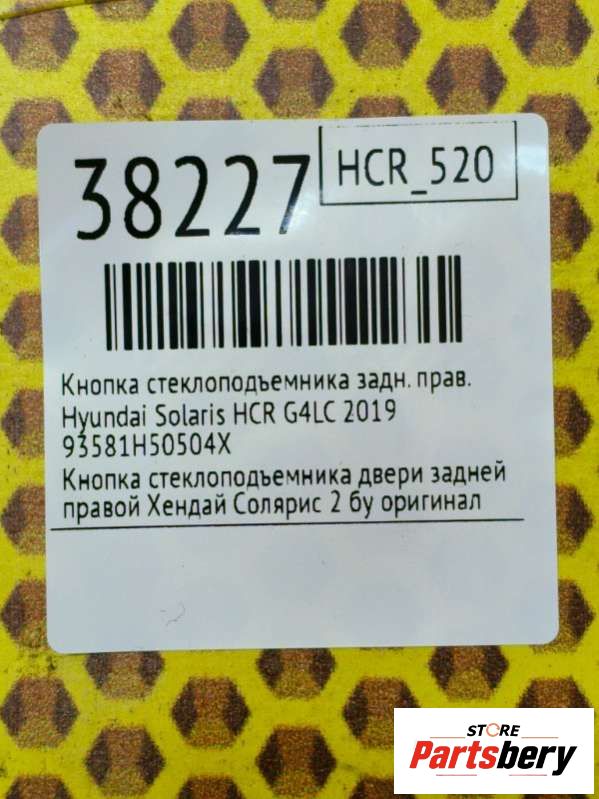 38227
HCR_520
Кнопка стеклоподъемника задн. прав.
Hyundai Solaris HCR G4LC 2019
93581H50504X
Кнопка стеклоподъемника двери задней
правой Хендай Солярис 2 бу оригинал
STORE
Partsbery